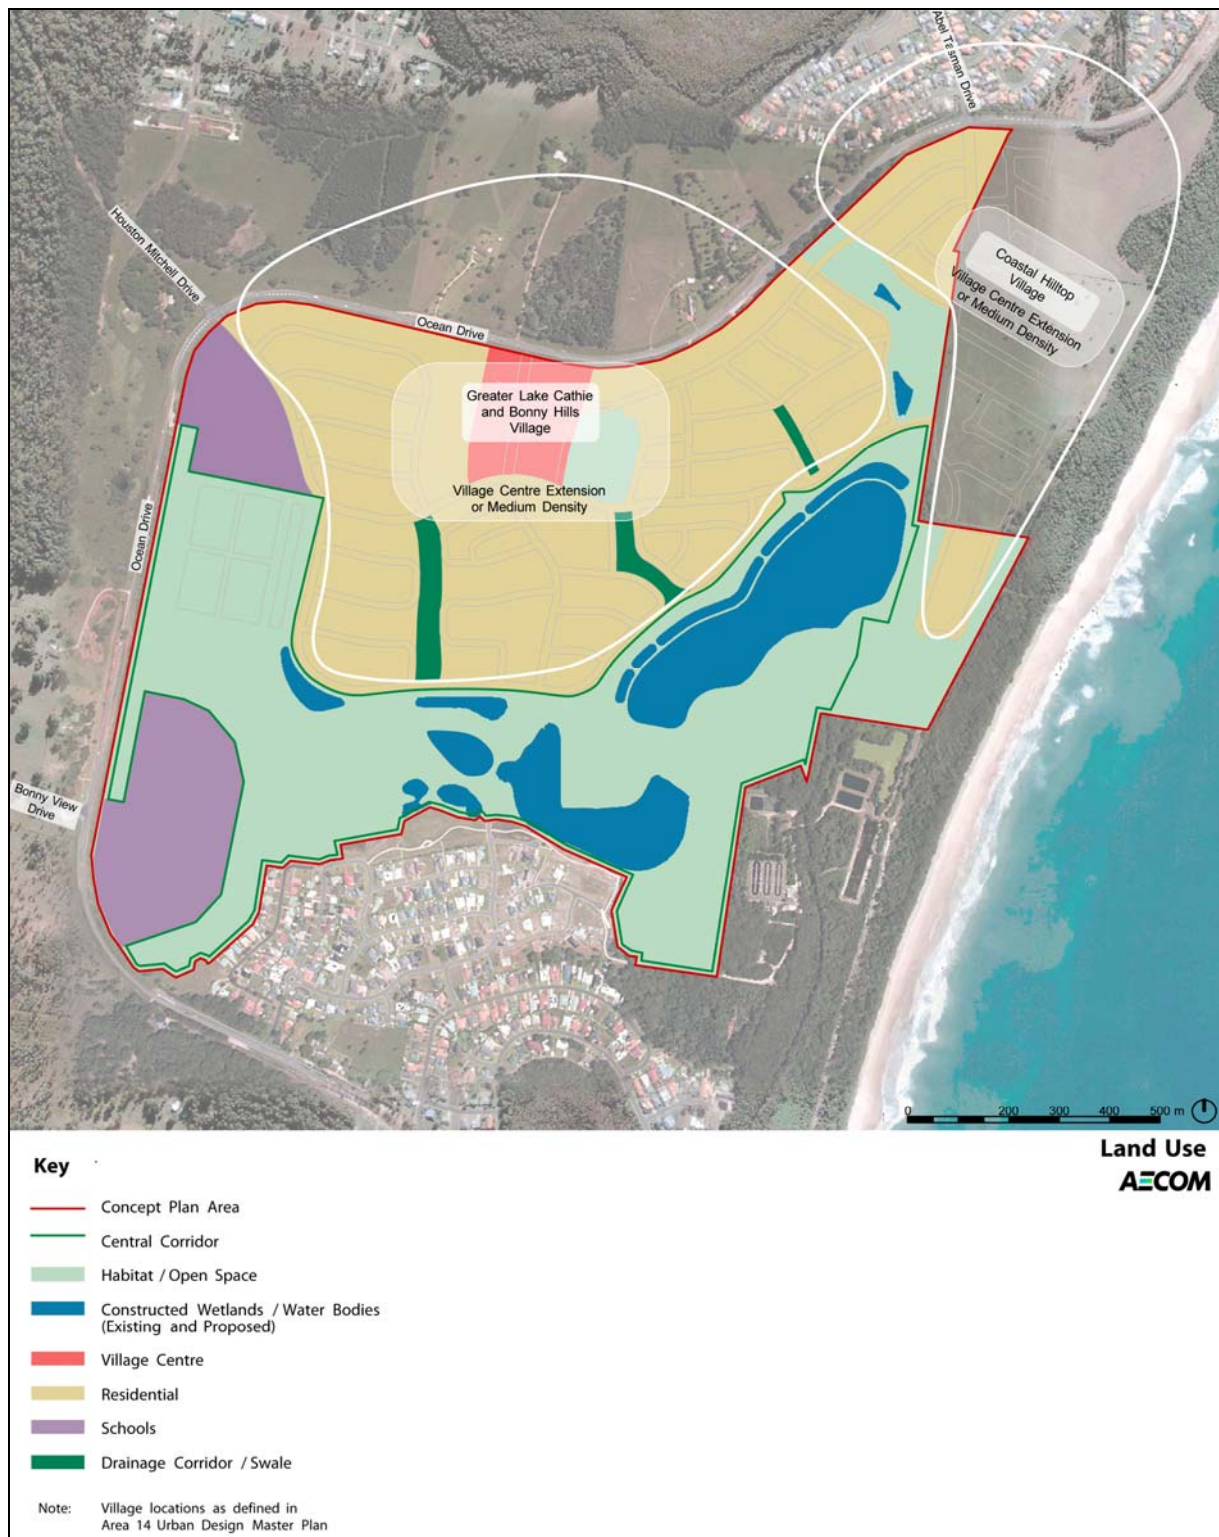 Abel Tasman Drive
Houston Mitchell Drive
Ocean Drive
Coastal Hilltop
Village
Village Centre Extension
or Medium Density
Greater Lake Cathie
and Bonny Hills
Village
Village Centre Extension
or Medium Density
Ocean Drive
Bonny View
Drive
0 200 300 400 500 m
Land Use
AECOM
Key
Concept Plan Area
Central Corridor
Habitat / Open Space
Constructed Wetlands / Water Bodies
(Existing and Proposed)
Village Centre
Residential
Schools
Drainage Corridor / Swale
Note: Village locations as defined in
Area 14 Urban Design Master Plan